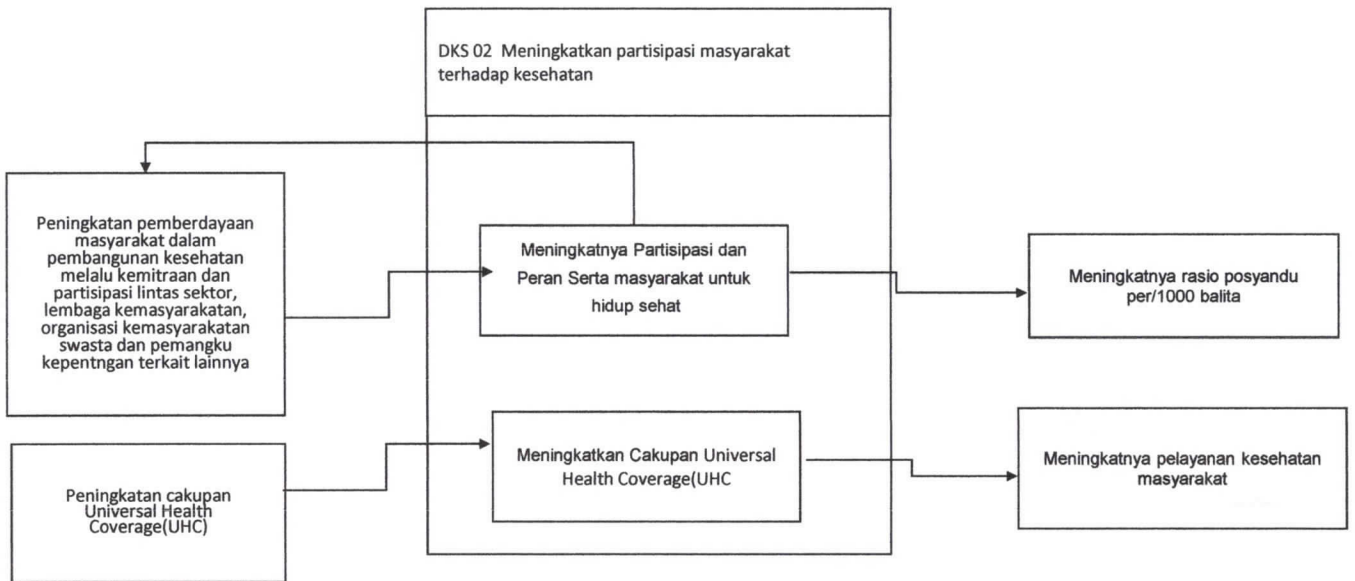 DKS 02 Meningkatkan partisipasi masyarakat
terhadap kesehatan
Peningkatan pemberdayaan
masyarakat dalam
pembangunan kesehatan
melalu kemitraan dan
partisipasi lintas sektor,
lembaga kemasyarakatan,
organisasi kemasyarakatan
swasta dan pemangku
kepentngan terkait lainnya
Meningkatnya Partisipasi dan
Peran Serta masyarakat untuk
hidup sehat
Meningkatnya rasio posyandu
per/1000 balita
Peningkatan cakupan
Universal Health
Coverage(UHC)
Meningkatkan Cakupan Universal
Health Coverage(UHC
Meningkatnya pelayanan kesehatan
masyarakat